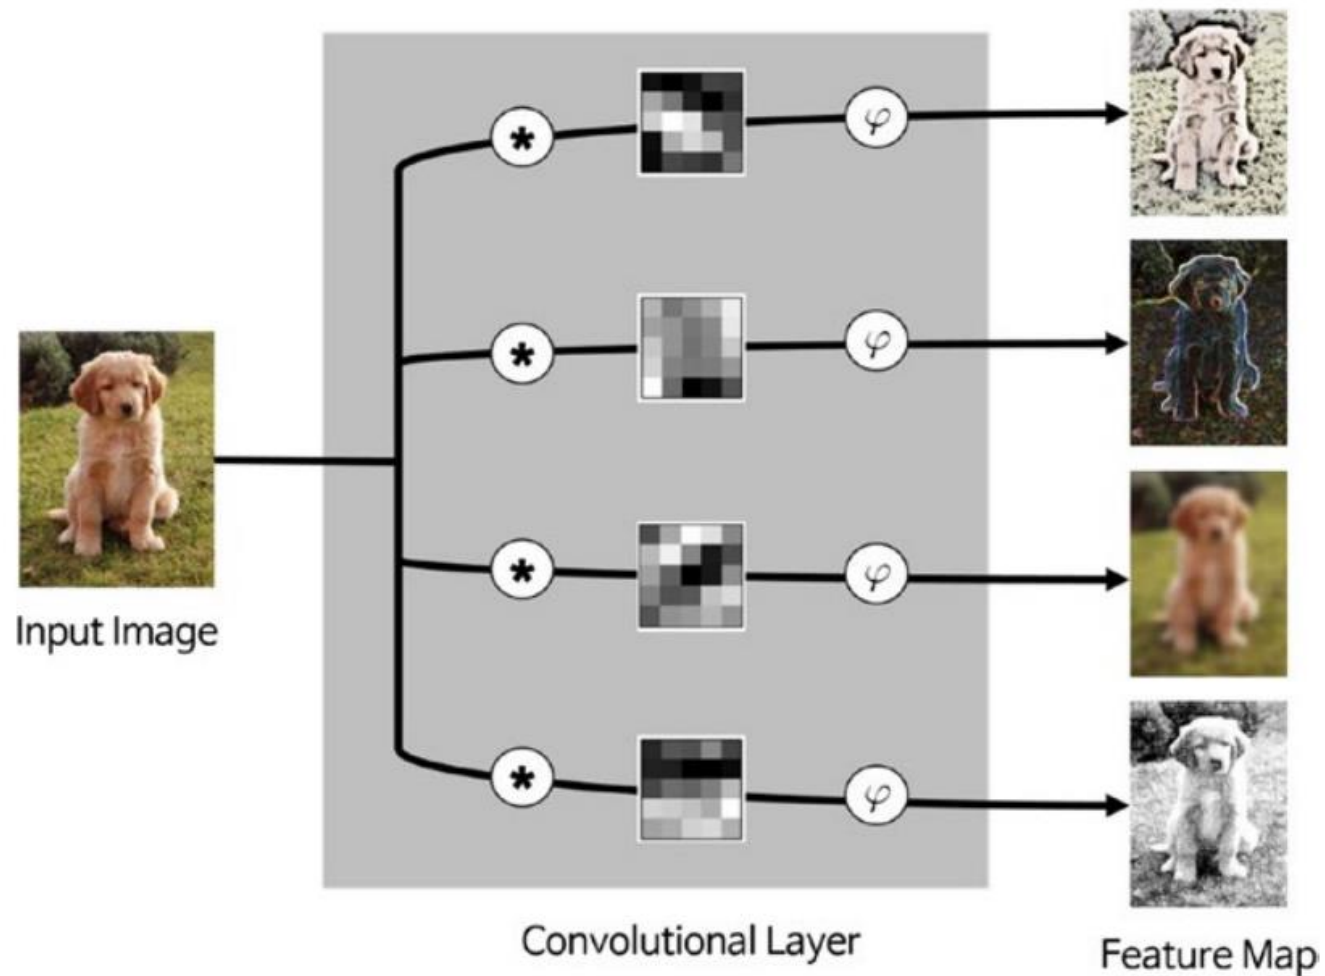 *
φ
*
φ
Input Image
*
φ
*
φ
Convolutional Layer
Feature Map